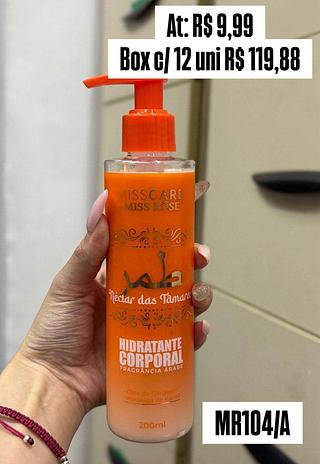 At: R$ 9,99
Box c/ 12 uni R$ 119,88
MISSCARE
MISS ROSE
Néctar das Tâmaras
HIDRATANTE
CORPORAL
FRAGRÂNCIA ÁRABE
200ml
MR104/A